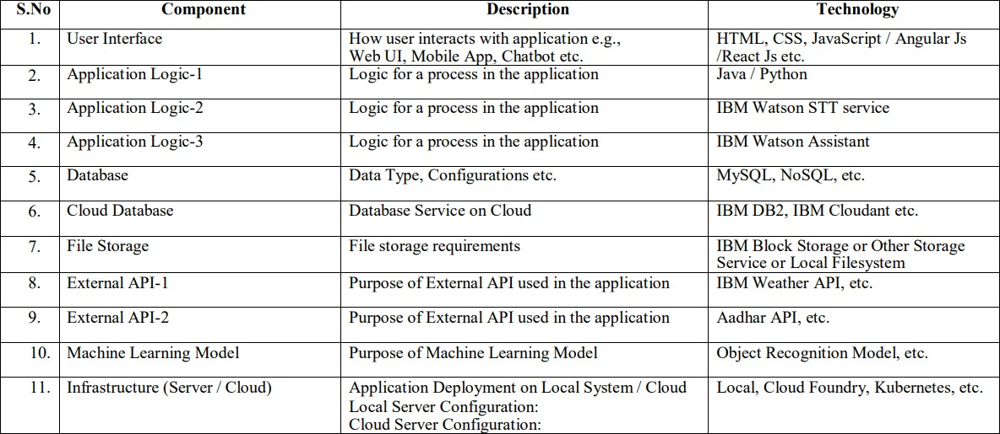 S.No Component Description Technology
1. User Interface How user interacts with application e.g., HTML, CSS, JavaScript / Angular Js
Web UI, Mobile App, Chatbot etc. /React Js etc.
2. Application Logic-1 Logic for a process in the application Java / Python
3. Application Logic-2 Logic for a process in the application IBM Watson STT service
4. Application Logic-3 Logic for a process in the application IBM Watson Assistant
5. Database Data Type, Configurations etc. MySQL, NoSQL, etc.
6. Cloud Database Database Service on Cloud IBM DB2, IBM Cloudant etc.
7. File Storage File storage requirements IBM Block Storage or Other Storage
Service or Local Filesystem
8. External API-1 Purpose of External API used in the application IBM Weather API, etc.
9. External API-2 Purpose of External API used in the application Aadhar API, etc.
10. Machine Learning Model Purpose of Machine Learning Model Object Recognition Model, etc.
11. Infrastructure (Server / Cloud) Application Deployment on Local System / Cloud Local, Cloud Foundry, Kubernetes, etc.
Local Server Configuration:
Cloud Server Configuration: